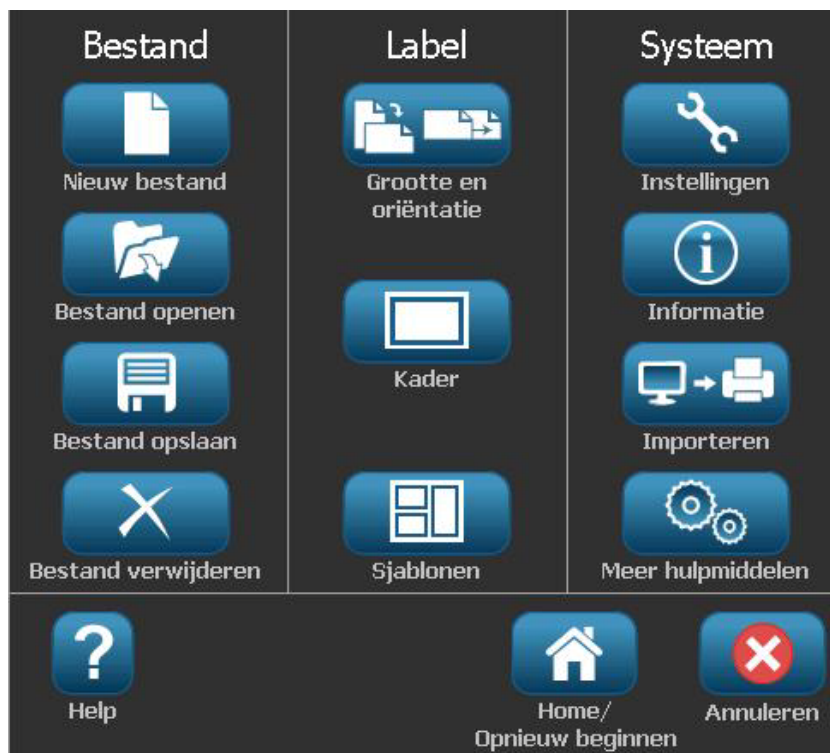 Bestand
Nieuw bestand
Bestand openen
Bestand opslaan
Bestand verwijderen
Label
Grootte en
oriëntatie
Kader
Sjablonen
Systeem
Instellingen
Informatie
Importeren
Meer hulpmiddelen
Help
Home/
Opnieuw beginnen
Annuleren